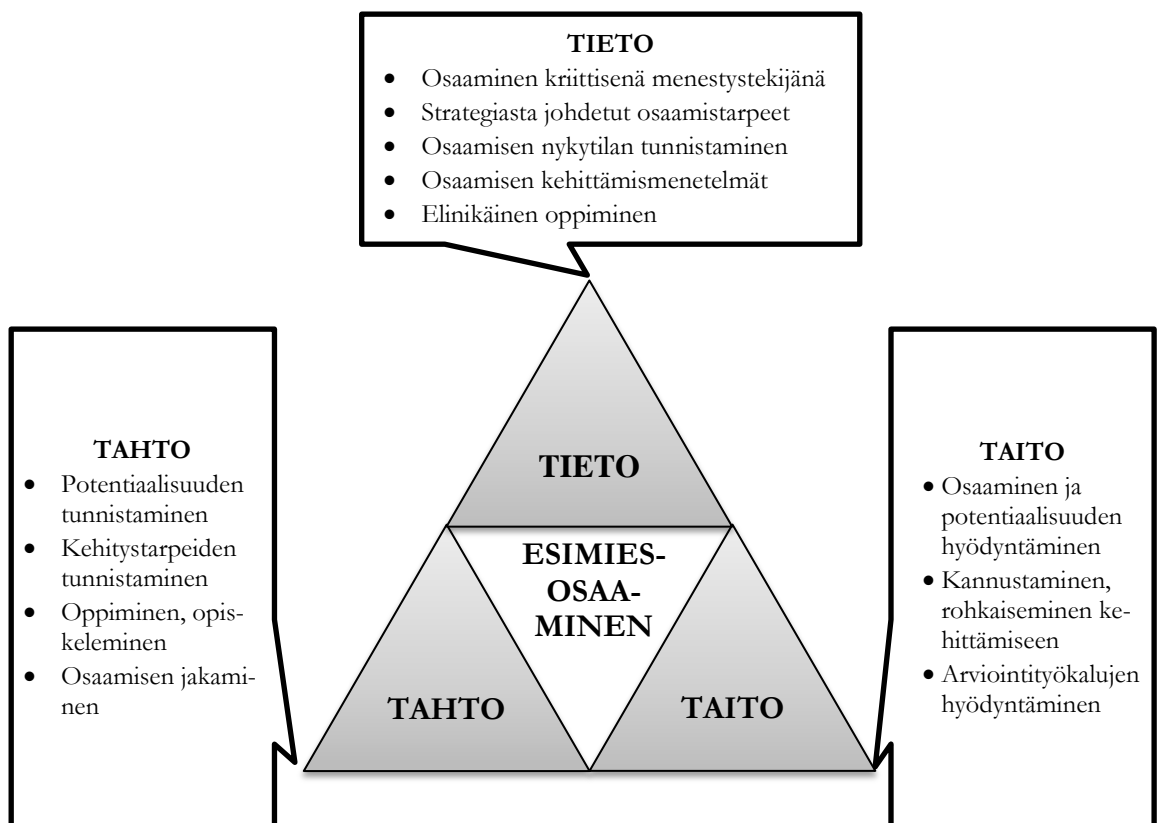 TIETO
• Osaaminen kriittisenä menestystekijänä
• Strategiasta johdetut osaamistarpeet
• Osaamisen nykytilan tunnistaminen
• Osaamisen kehittämismenetelmät
• Elinikäinen oppiminen
TAHTO
• Potentiaalisuuden
tunnistaminen
• Kehitystarpeiden
tunnistaminen
• Oppiminen, opis-
keleminen
• Osaamisen jakami-
nen
TIETO
ESIMIES-
OSAA-
MINEN
TAHTO
TAITO
TAITO
• Osaaminen ja
potentiaalisuuden
hyödyntäminen
• Kannustaminen,
rohkaiseminen ke-
hittämiseen
• Arviointityökalujen
hyödyntäminen